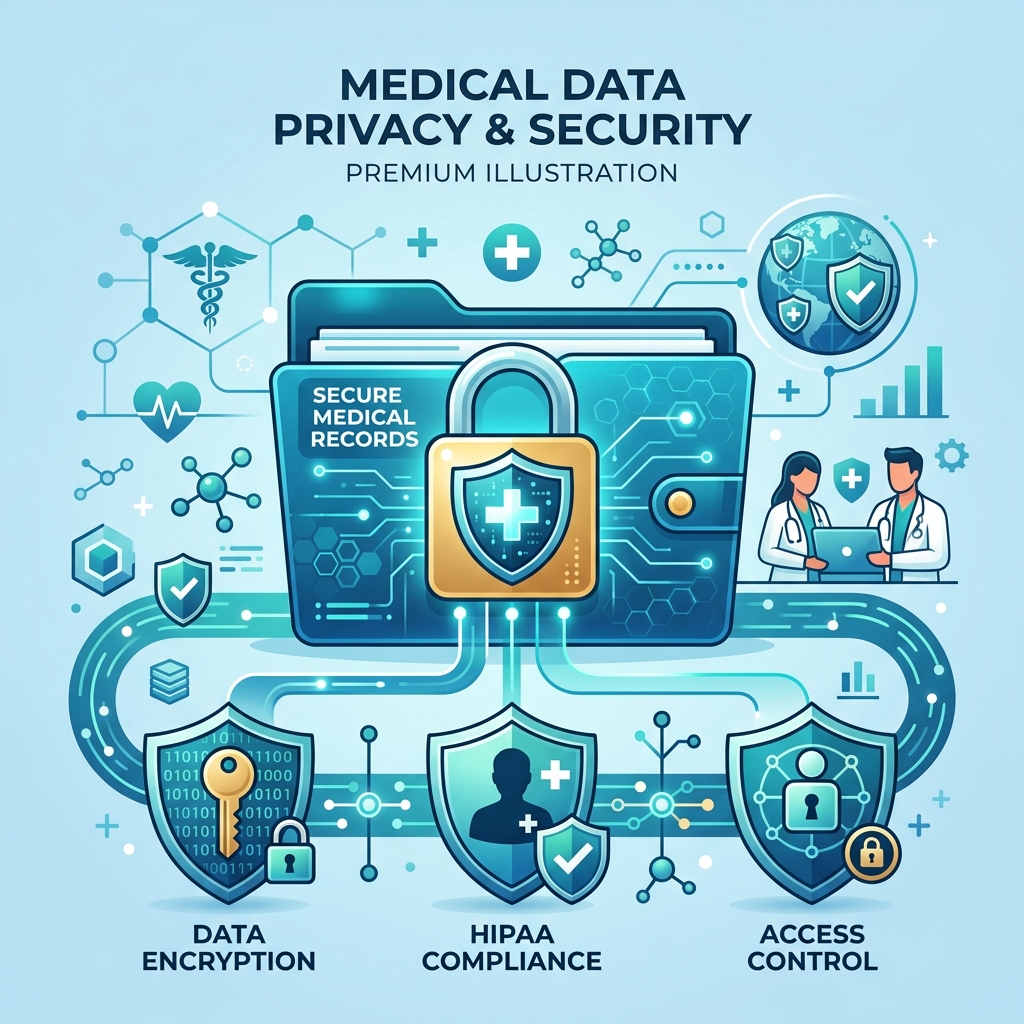 MEDICAL DATA
PRIVACY & SECURITY
PREMIUM ILLUSTRATION
SECURE
MEDICAL
RECORDS
DATA
ENCRYPTION
HIPAA
COMPLIANCE
ACCESS
CONTROL